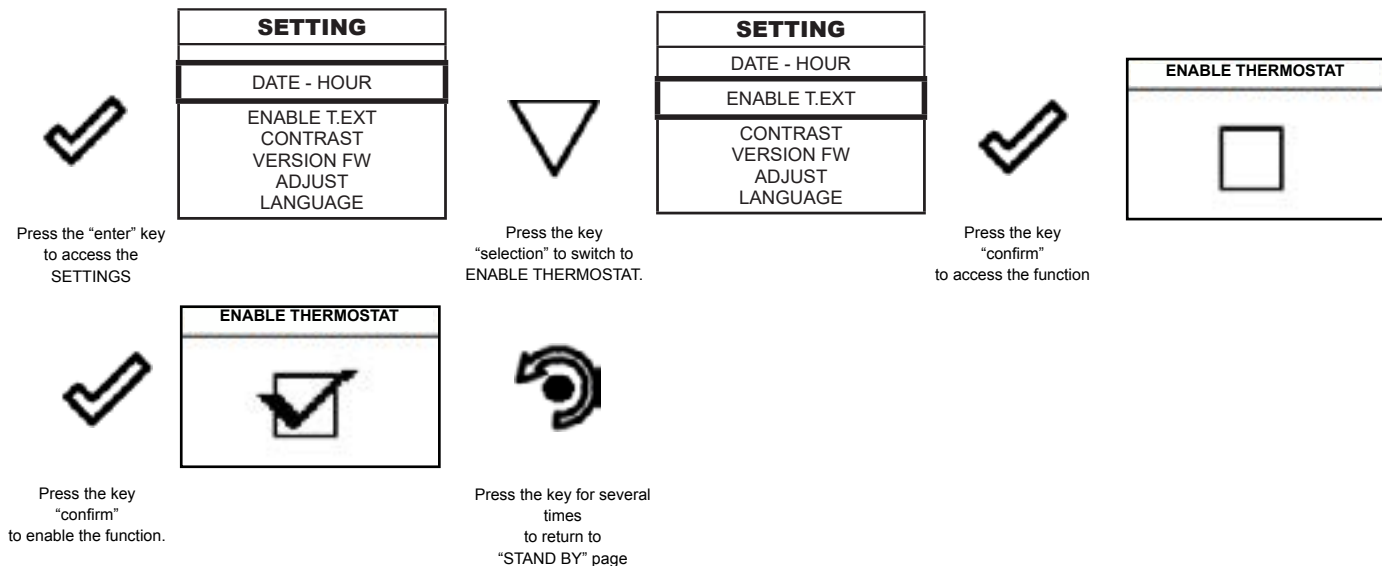 SETTING
DATE - HOUR
ENABLE T.EXT
CONTRAST
VERSION FW
ADJUST
LANGUAGE
Press the “enter” key
to access the
SETTINGS
Press the key
“selection” to switch to
ENABLE THERMOSTAT.
SETTING
DATE - HOUR
ENABLE T.EXT
CONTRAST
VERSION FW
ADJUST
LANGUAGE
Press the key
“confirm”
to access the function
ENABLE THERMOSTAT
Press the key
“confirm”
to enable the function.
ENABLE THERMOSTAT
Press the key for several
times
to return to
“STAND BY” page